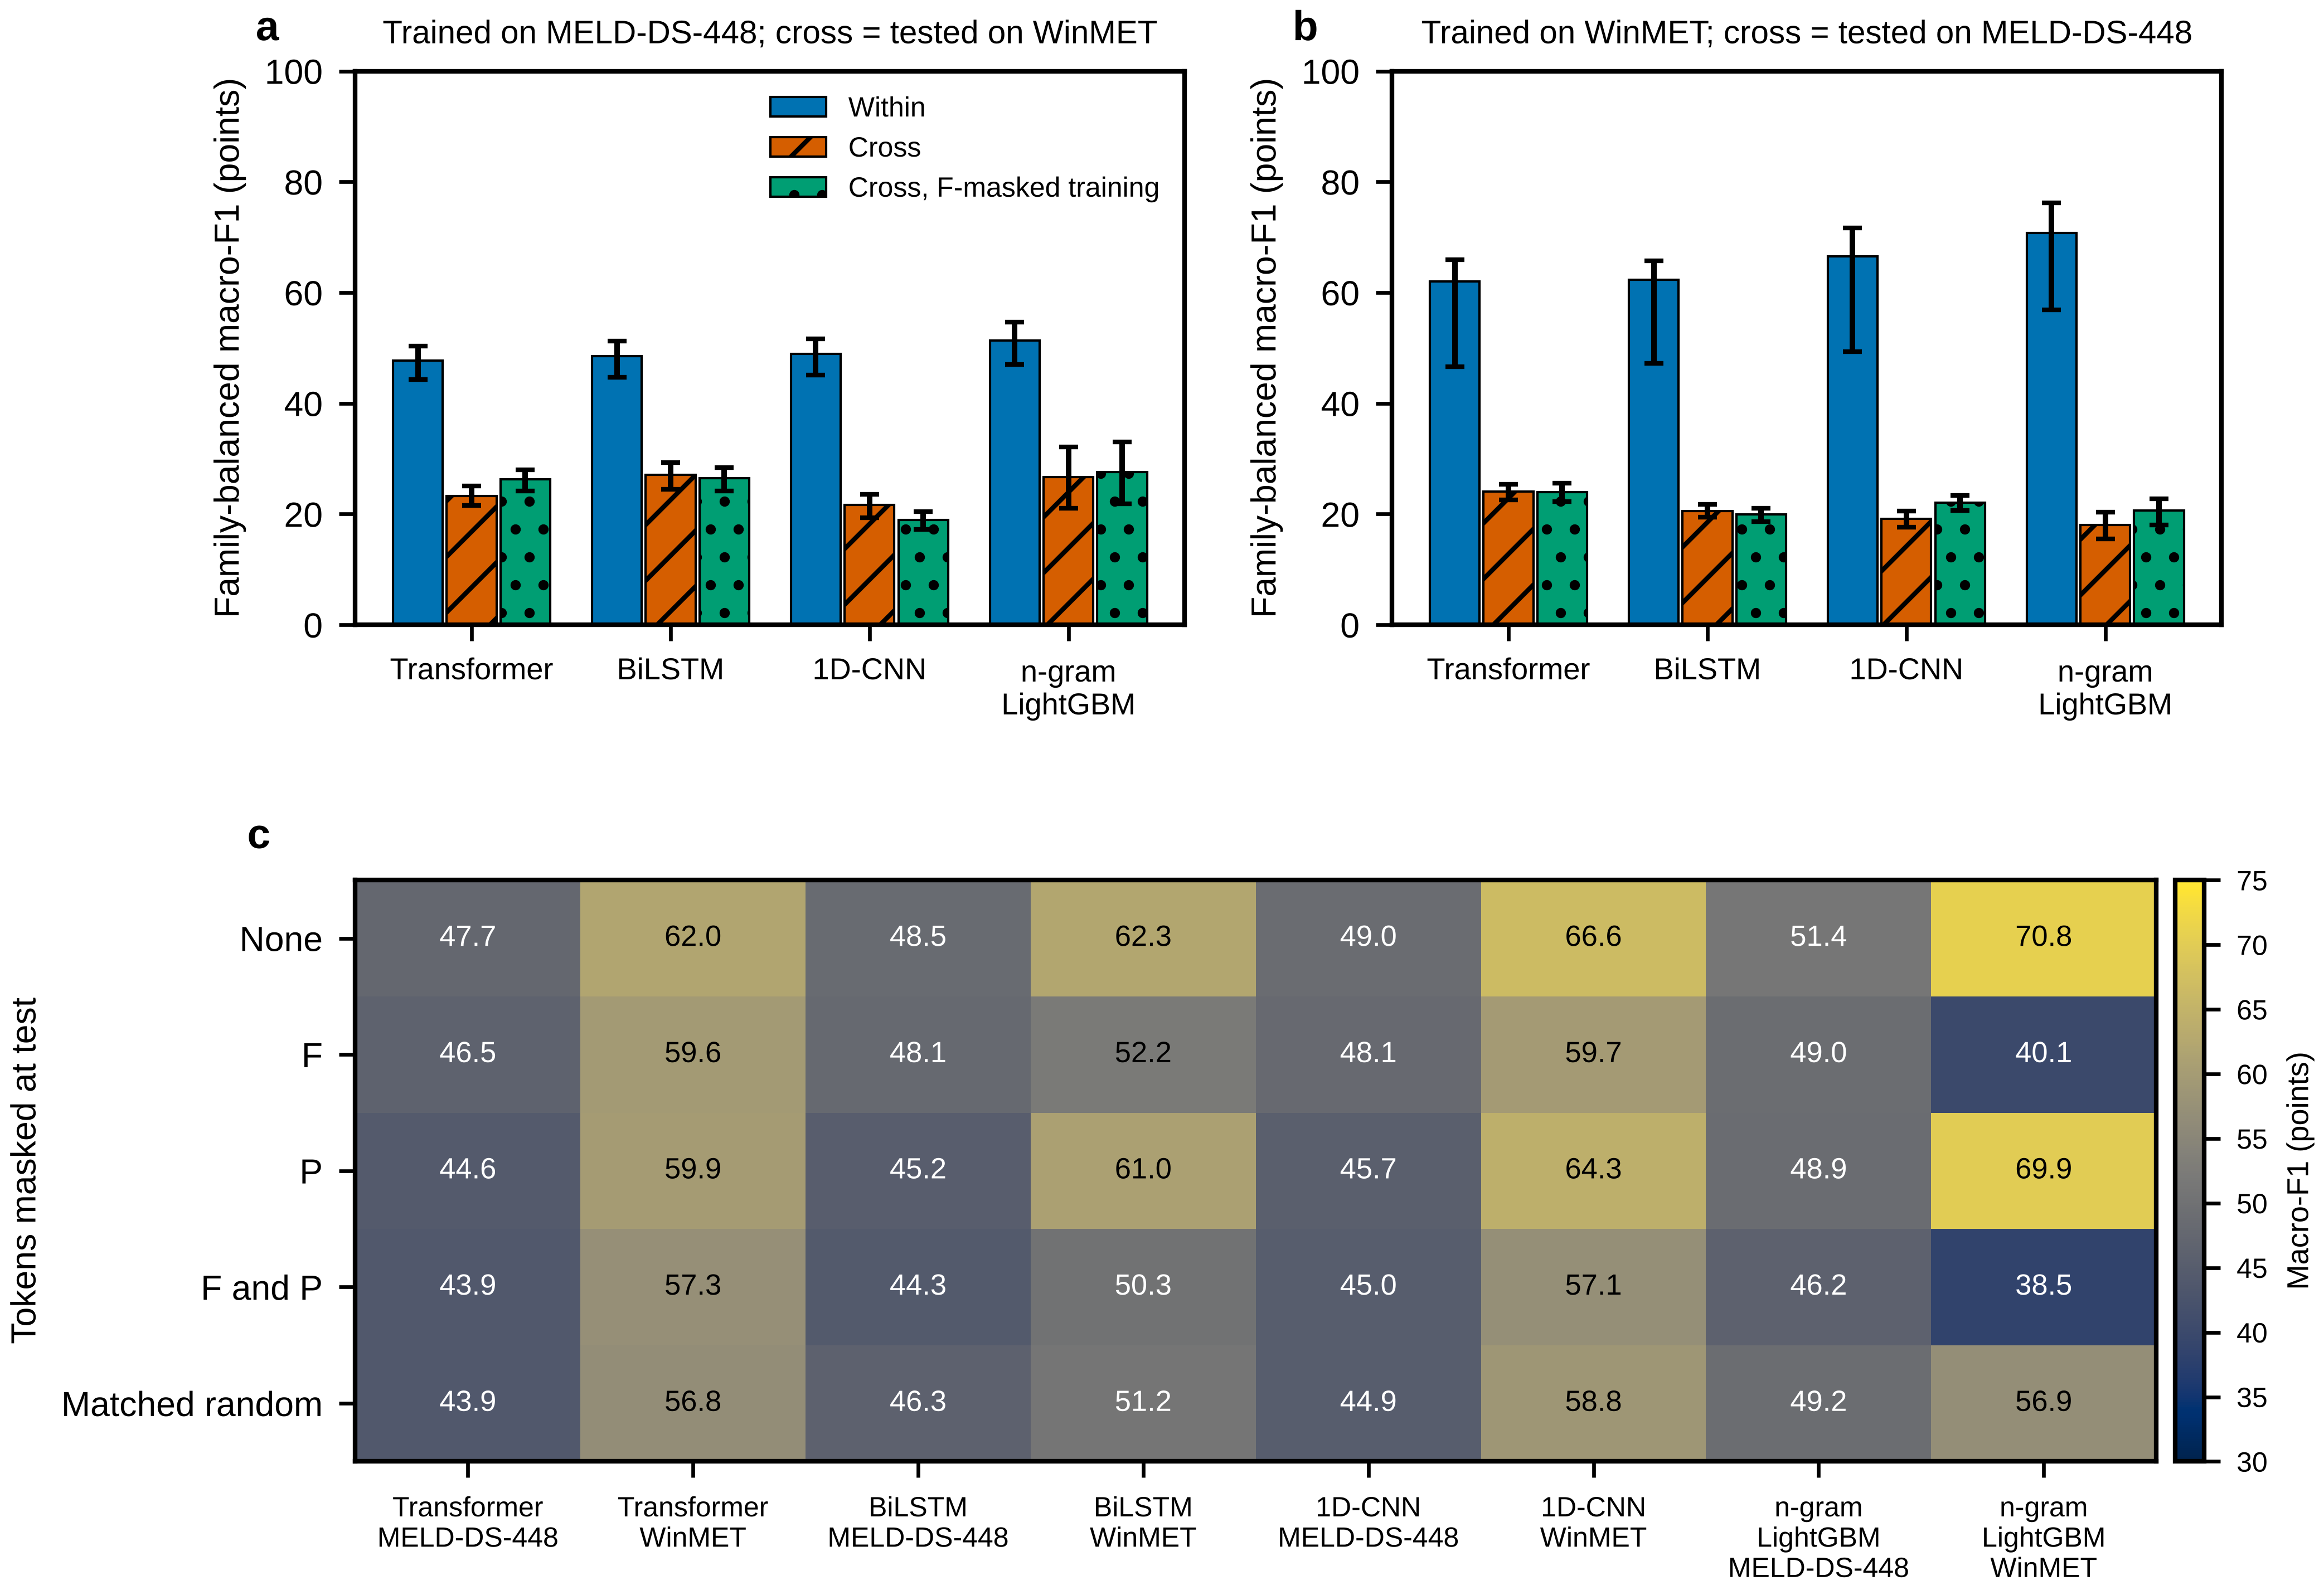 a
Trained on MELD-DS-448; cross = tested on WinMET
Family-balanced macro-F1 (points)
100
80
60
40
20
0
Within
Cross
Cross, F-masked training
Transformer
BiLSTM
1D-CNN
n-gram
LightGBM
b
Trained on WinMET; cross = tested on MELD-DS-448
Family-balanced macro-F1 (points)
100
80
60
40
20
0
Transformer
BiLSTM
1D-CNN
n-gram
LightGBM
c
Tokens masked at test
None 47.7 62.0 48.5 62.3 49.0 66.6 51.4 70.8
F 46.5 59.6 48.1 52.2 48.1 59.7 49.0 40.1
P 44.6 59.9 45.2 61.0 45.7 64.3 48.9 69.9
F and P 43.9 57.3 44.3 50.3 45.0 57.1 46.2 38.5
Matched random 43.9 56.8 46.3 51.2 44.9 58.8 49.2 56.9
Transformer
MELD-DS-448
Transformer
WinMET
BiLSTM
MELD-DS-448
BiLSTM
WinMET
1D-CNN
MELD-DS-448
1D-CNN
WinMET
n-gram
LightGBM
MELD-DS-448
n-gram
LightGBM
WinMET
75
70
65
60
55
50
45
40
35
30
Macro-F1 (points)